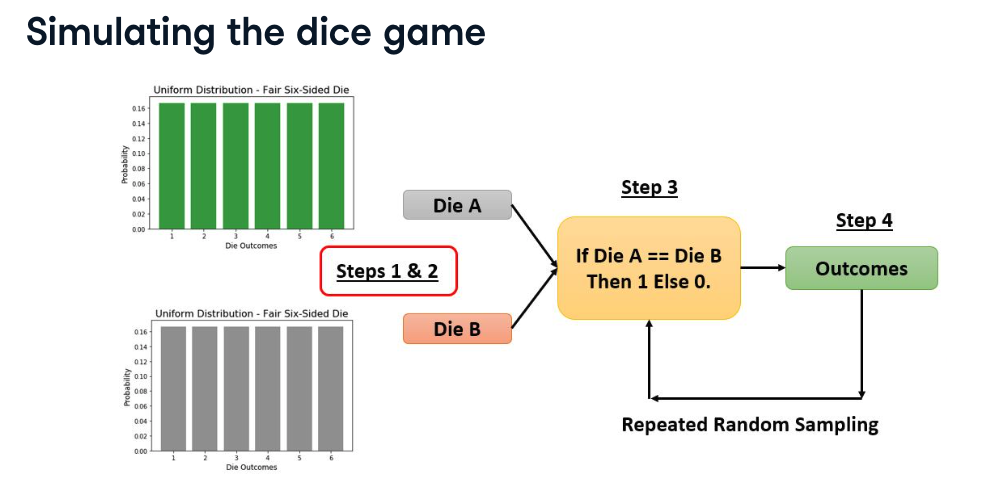 Simulating the dice game
Uniform Distribution - Fair Six-Sided Die
0.16
0.14
0.12
0.10
0.08
0.06
0.04
0.02
0.00
Probability
1 2 3 4 5 6
Die Outcomes
Steps 1 & 2
Uniform Distribution - Fair Six-Sided Die
0.16
0.14
0.12
0.10
0.08
0.06
0.04
0.02
0.00
Probability
1 2 3 4 5 6
Die Outcomes
Die A
Die B
Step 3
If Die A == Die B
Then 1 Else 0.
Step 4
Outcomes
Repeated Random Sampling